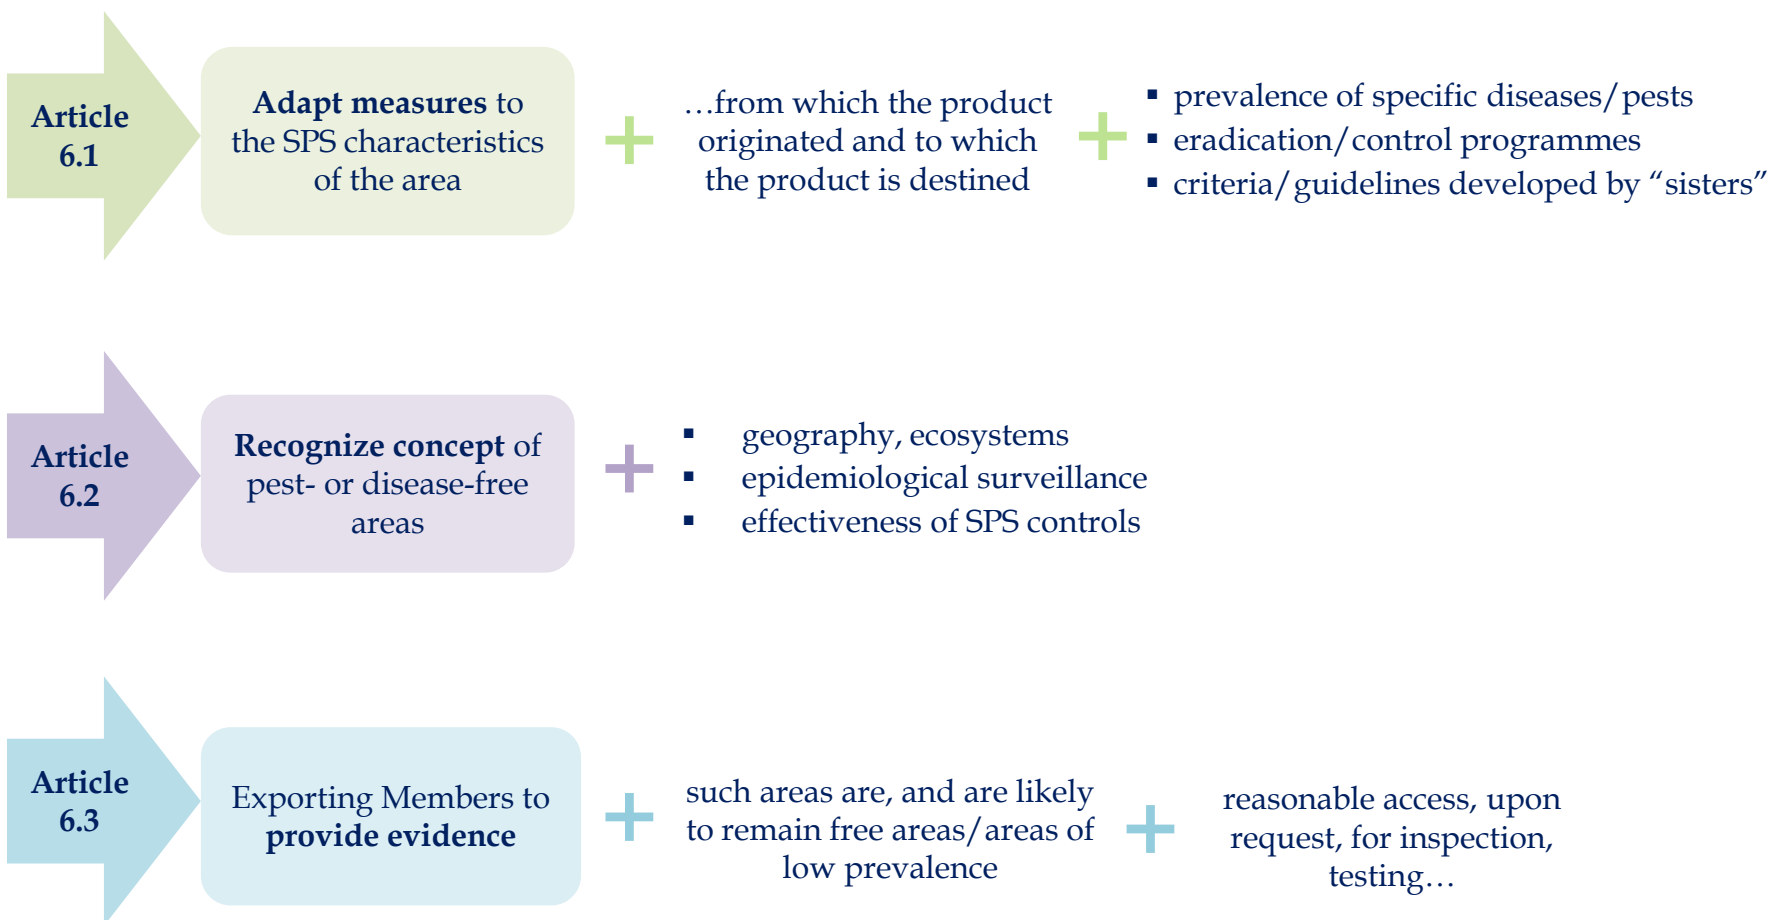 Article
6.1
Adapt measures to
the SPS characteristics
of the area
…from which the product
originated and to which
the product is destined
▪ prevalence of specific diseases/pests
▪ eradication/control programmes
▪ criteria/guidelines developed by “sisters”
Article
6.2
Recognize concept of
pest- or disease-free
areas
▪ geography, ecosystems
▪ epidemiological surveillance
▪ effectiveness of SPS controls
Article
6.3
Exporting Members to
provide evidence
such areas are, and are likely
to remain free areas/areas of
low prevalence
reasonable access, upon
request, for inspection,
testing…